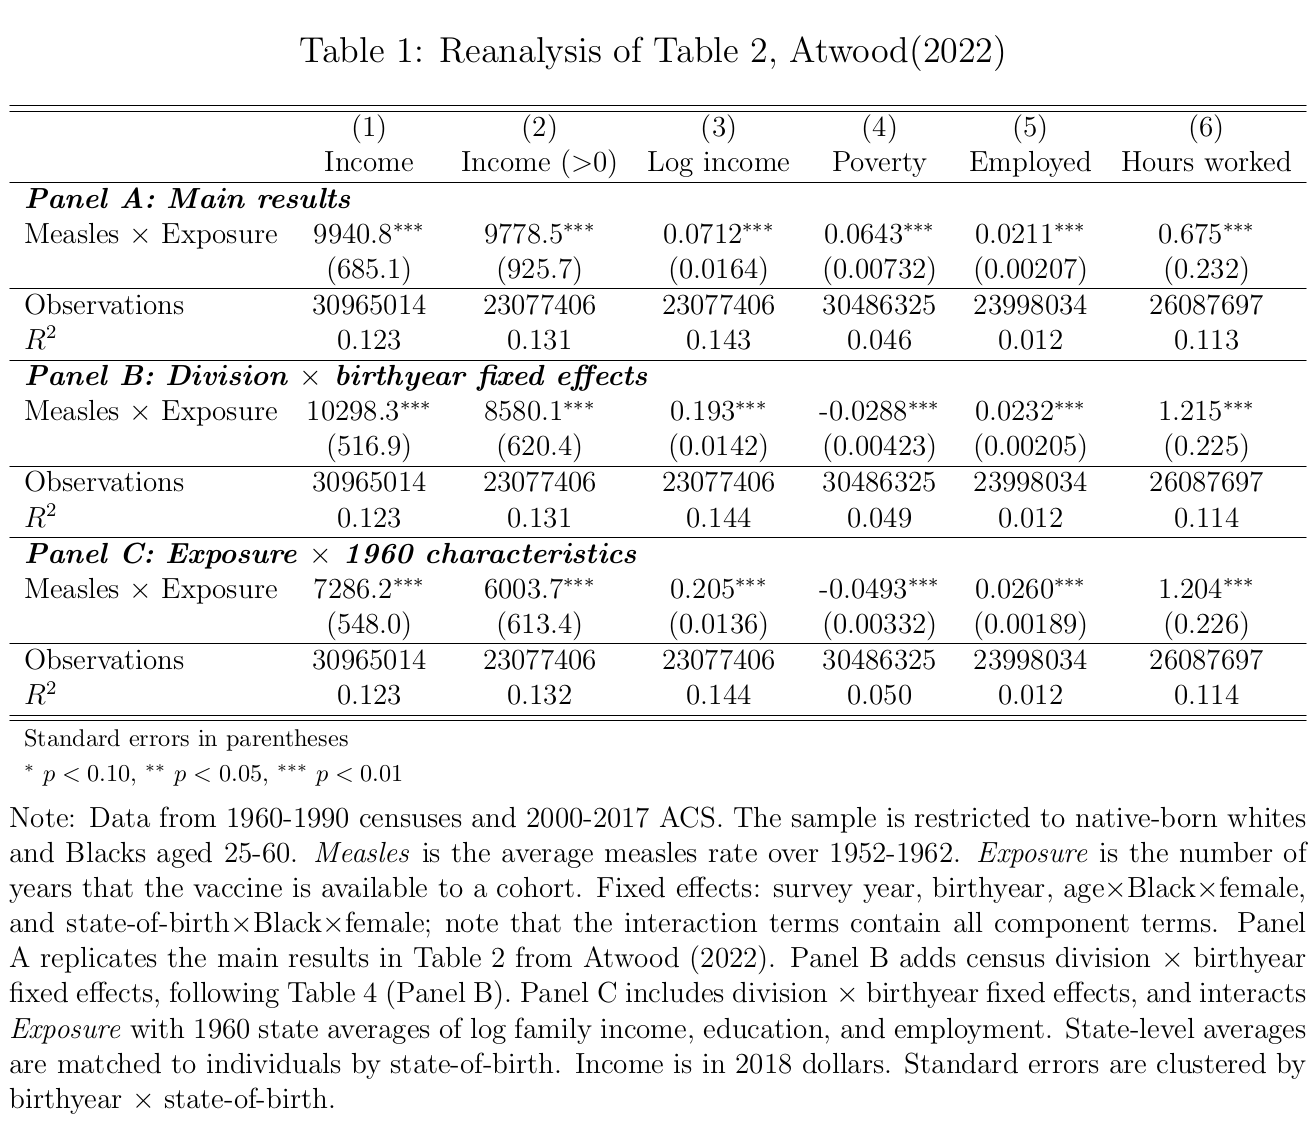 Table 1: Reanalysis of Table 2, Atwood(2022)
(1) (2) (3) (4) (5) (6)
Income Income (>0) Log income Poverty Employed Hours worked
Panel A: Main results
Measles × Exposure 9940.8*** 9778.5*** 0.0712*** 0.0643*** 0.0211*** 0.675***
(685.1) (925.7) (0.0164) (0.00732) (0.00207) (0.232)
Observations 30965014 23077406 23077406 30486325 23998034 26087697
R² 0.123 0.131 0.143 0.046 0.012 0.113
Panel B: Division × birthyear fixed effects
Measles × Exposure 10298.3*** 8580.1*** 0.193*** -0.0288*** 0.0232*** 1.215***
(516.9) (620.4) (0.0142) (0.00423) (0.00205) (0.225)
Observations 30965014 23077406 23077406 30486325 23998034 26087697
R² 0.123 0.131 0.144 0.049 0.012 0.114
Panel C: Exposure × 1960 characteristics
Measles × Exposure 7286.2*** 6003.7*** 0.205*** -0.0493*** 0.0260*** 1.204***
(548.0) (613.4) (0.0136) (0.00332) (0.00189) (0.226)
Observations 30965014 23077406 23077406 30486325 23998034 26087697
R² 0.123 0.132 0.144 0.050 0.012 0.114
Standard errors in parentheses
* p < 0.10, ** p < 0.05, *** p < 0.01
Note: Data from 1960-1990 censuses and 2000-2017 ACS. The sample is restricted to native-born whites
and Blacks aged 25-60. Measles is the average measles rate over 1952-1962. Exposure is the number of
years that the vaccine is available to a cohort. Fixed effects: survey year, birthyear, age×Black×female,
and state-of-birth×Black×female; note that the interaction terms contain all component terms. Panel
A replicates the main results in Table 2 from Atwood (2022). Panel B adds census division × birthyear
fixed effects, following Table 4 (Panel B). Panel C includes division × birthyear fixed effects, and interacts
Exposure with 1960 state averages of log family income, education, and employment. State-level averages
are matched to individuals by state-of-birth. Income is in 2018 dollars. Standard errors are clustered by
birthyear × state-of-birth.